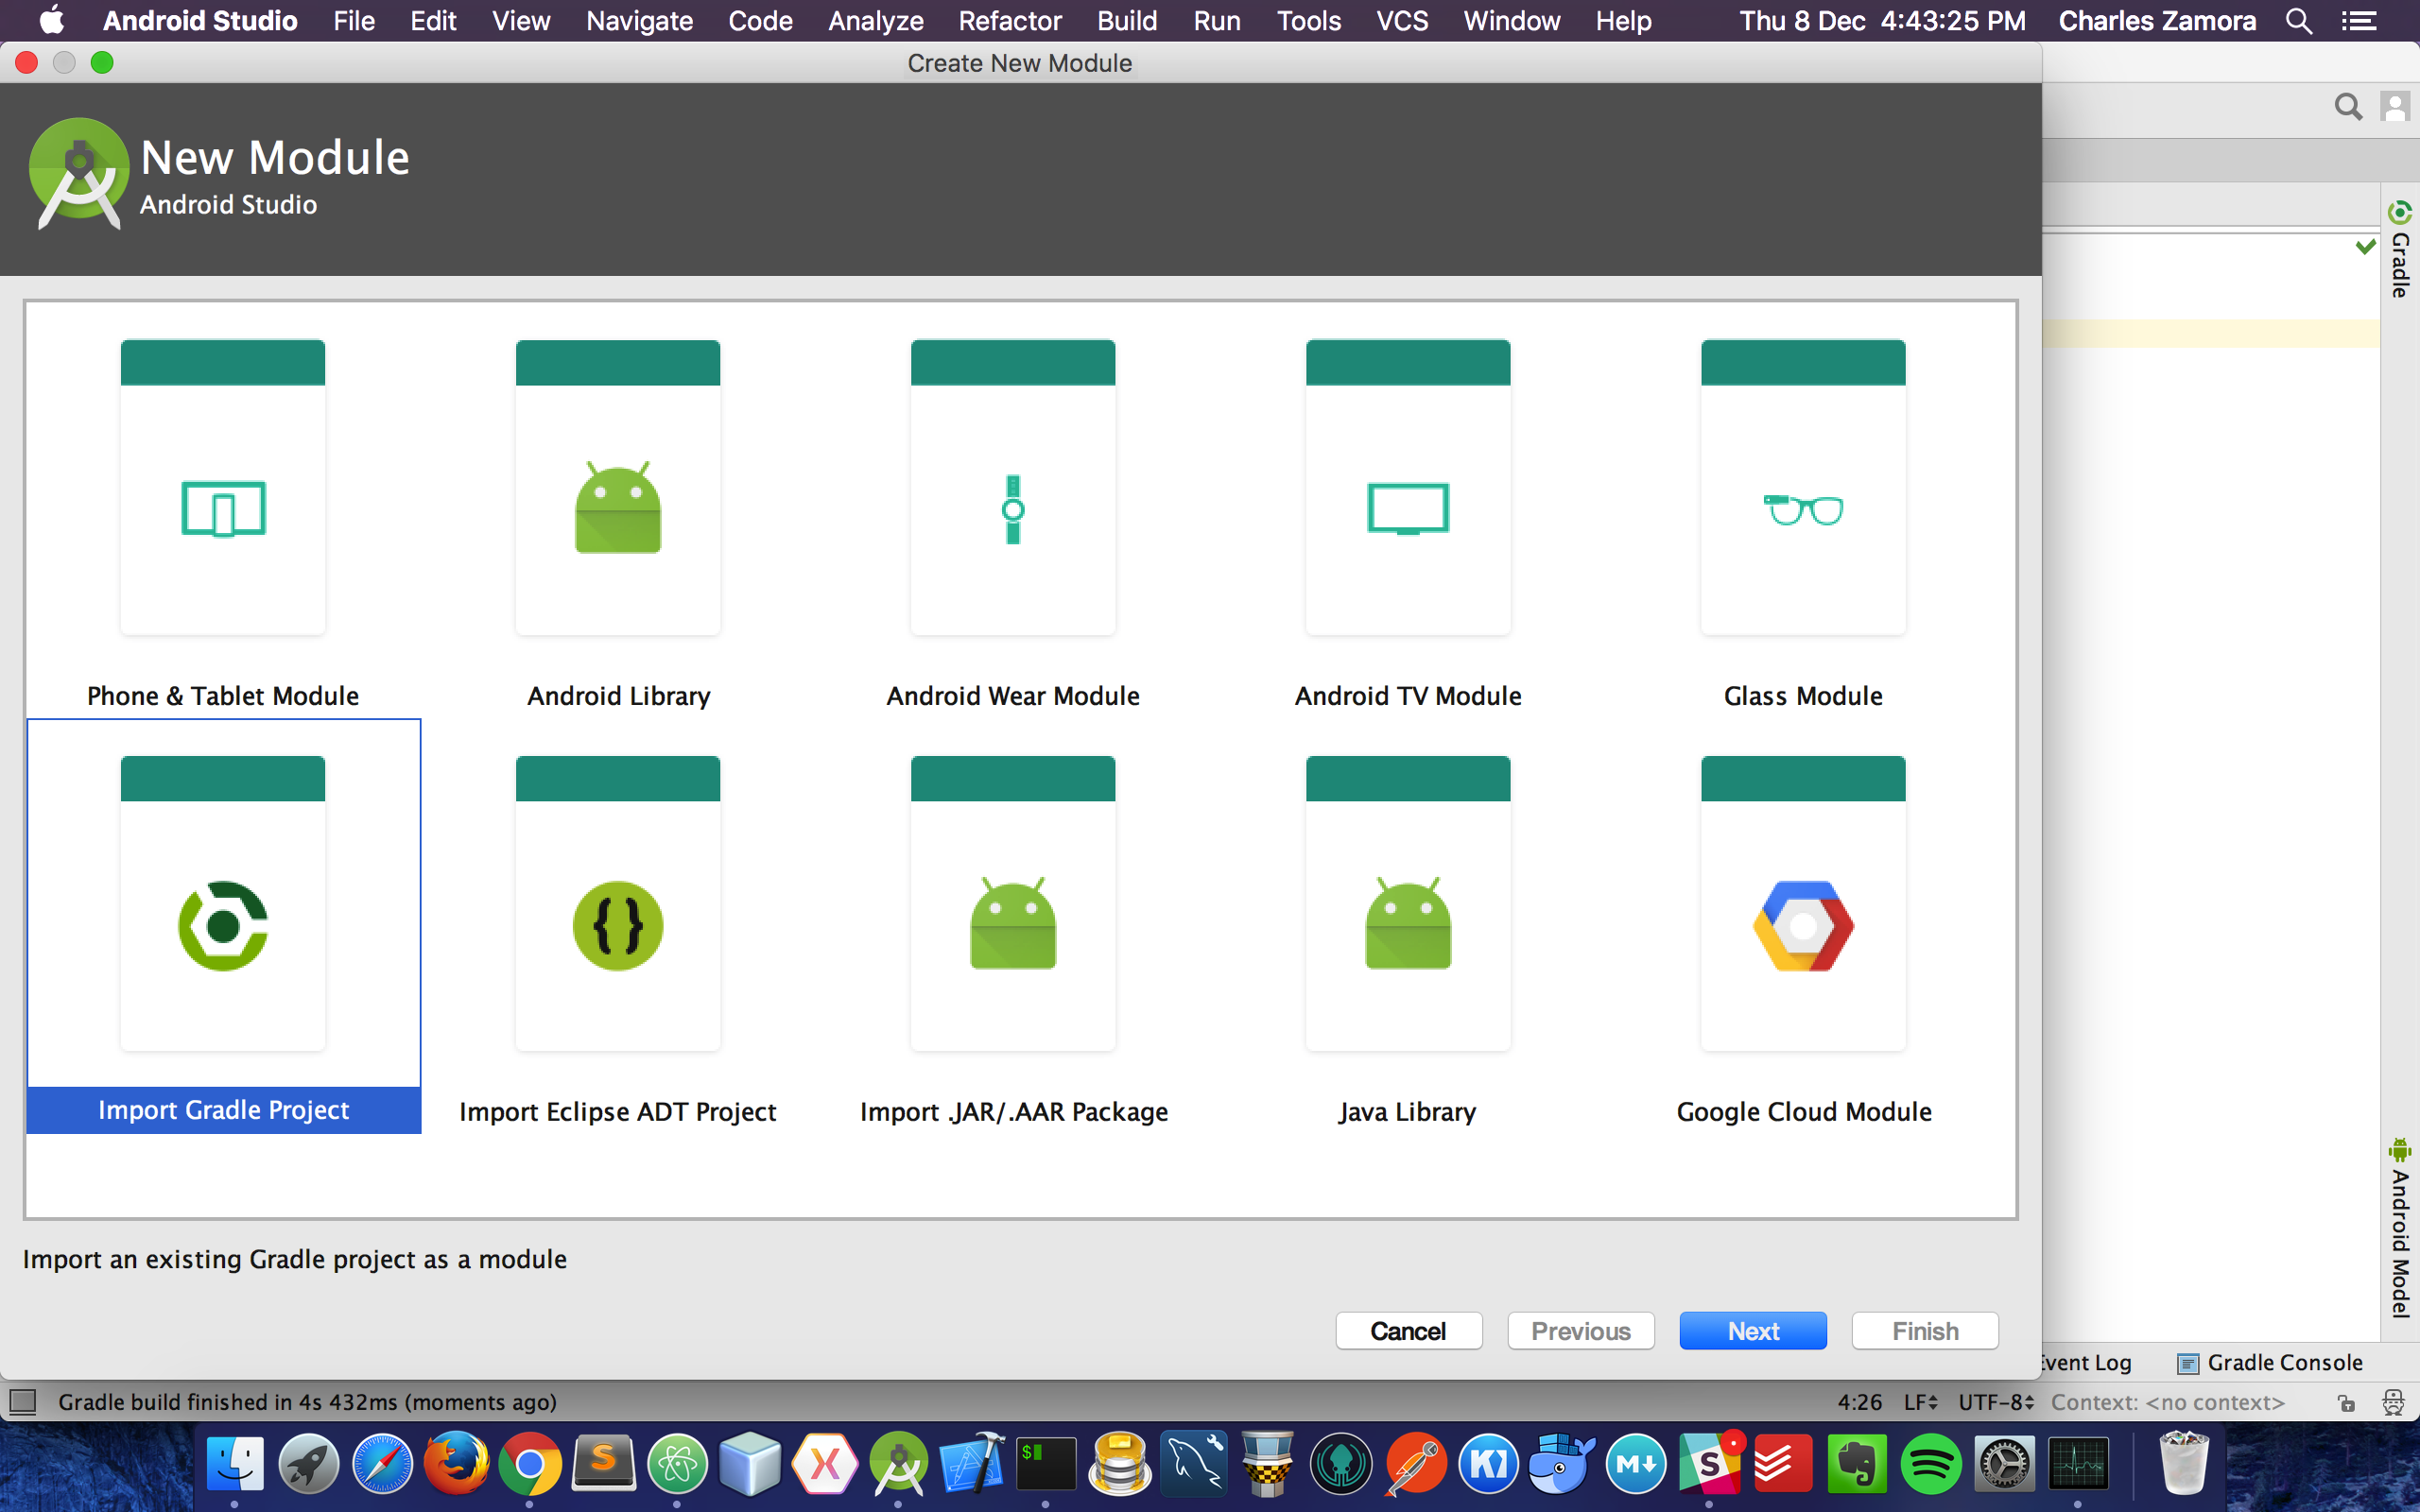 Android Studio File Edit View Navigate Code Analyze Refactor Build Run Tools VCS Window Help Thu 8 Dec 4:43:25 PM Charles Zamora
Create New Module
New Module
Android Studio
Gradle
Phone & Tablet Module Android Library Android Wear Module Android TV Module Glass Module
{}
Import Gradle Project Import Eclipse ADT Project Import .JAR/.AAR Package Java Library Google Cloud Module
Android Model
Import an existing Gradle project as a module
Cancel Previous Next Finish
Event Log Gradle Console
Gradle build finished in 4s 432ms (moments ago) 4:26 LF UTF-8 Context: <no context>
S X $ K M S